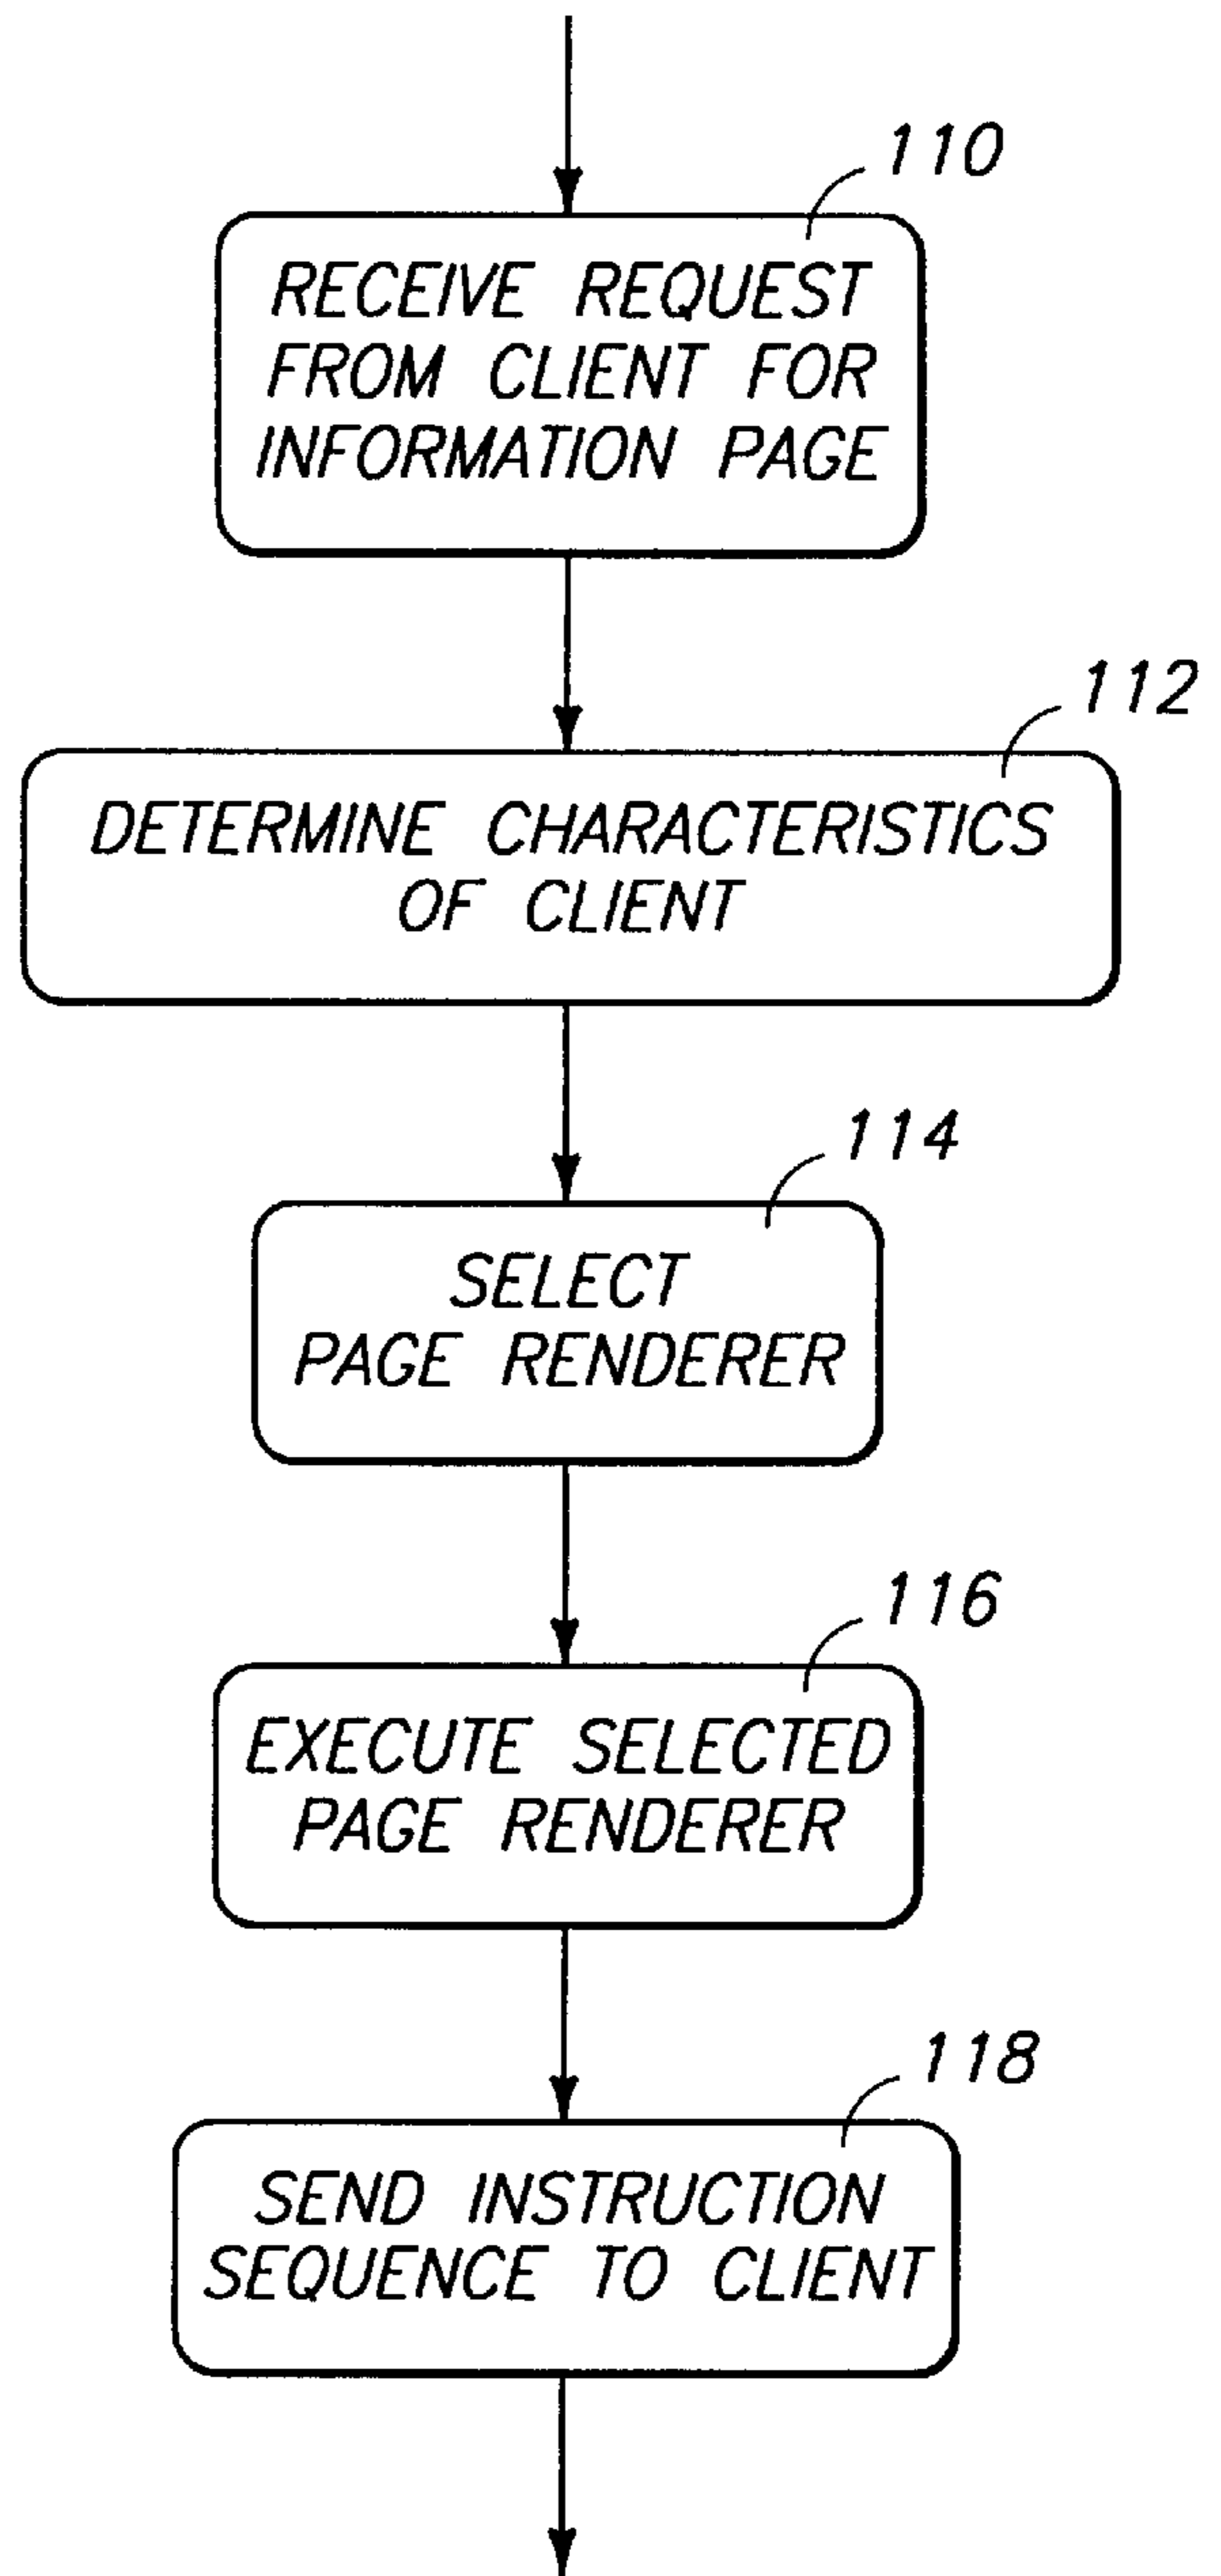 110
RECEIVE REQUEST
FROM CLIENT FOR
INFORMATION PAGE
112
DETERMINE CHARACTERISTICS
OF CLIENT
114
SELECT
PAGE RENDERER
116
EXECUTE SELECTED
PAGE RENDERER
118
SEND INSTRUCTION
SEQUENCE TO CLIENT